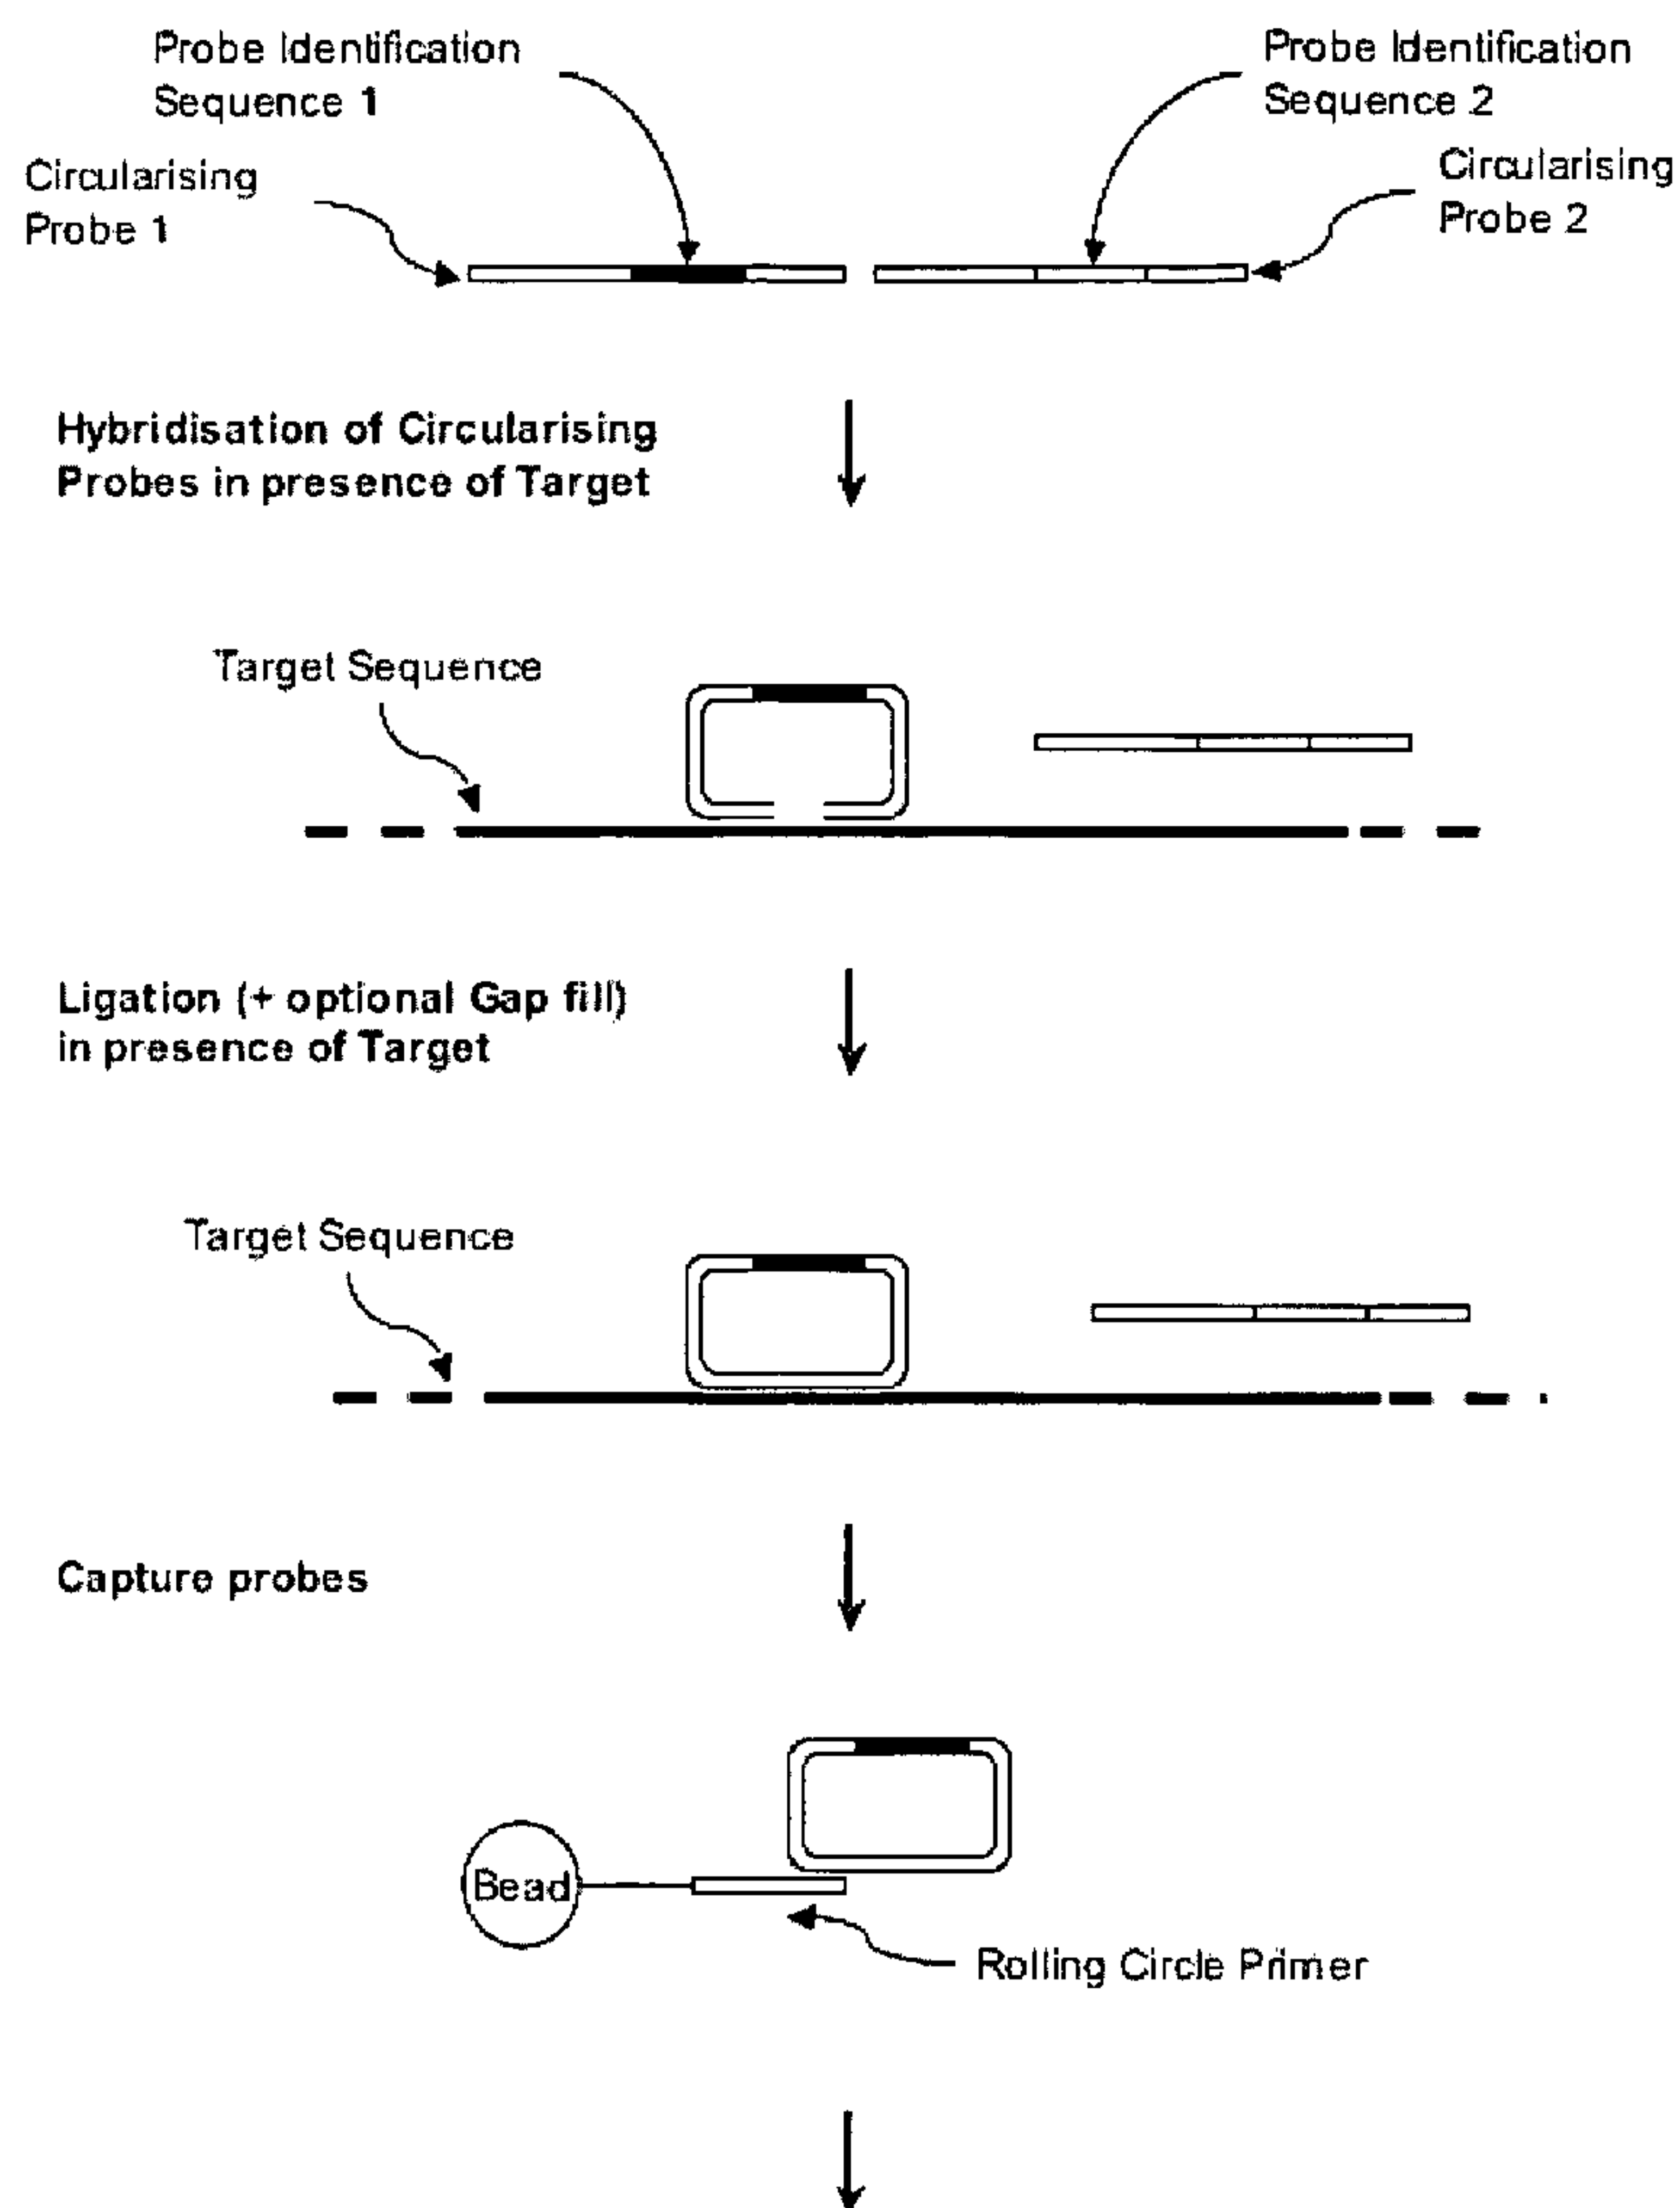 Probe Identification
Sequence 1
Probe Identification
Sequence 2
Circularising
Probe 1
Circularising
Probe 2
Hybridisation of Circularising
Probes in presence of Target
Target Sequence
Ligation (+ optional Gap fill)
in presence of Target
Target Sequence
Capture probes
Bead
Rolling Circle Primer